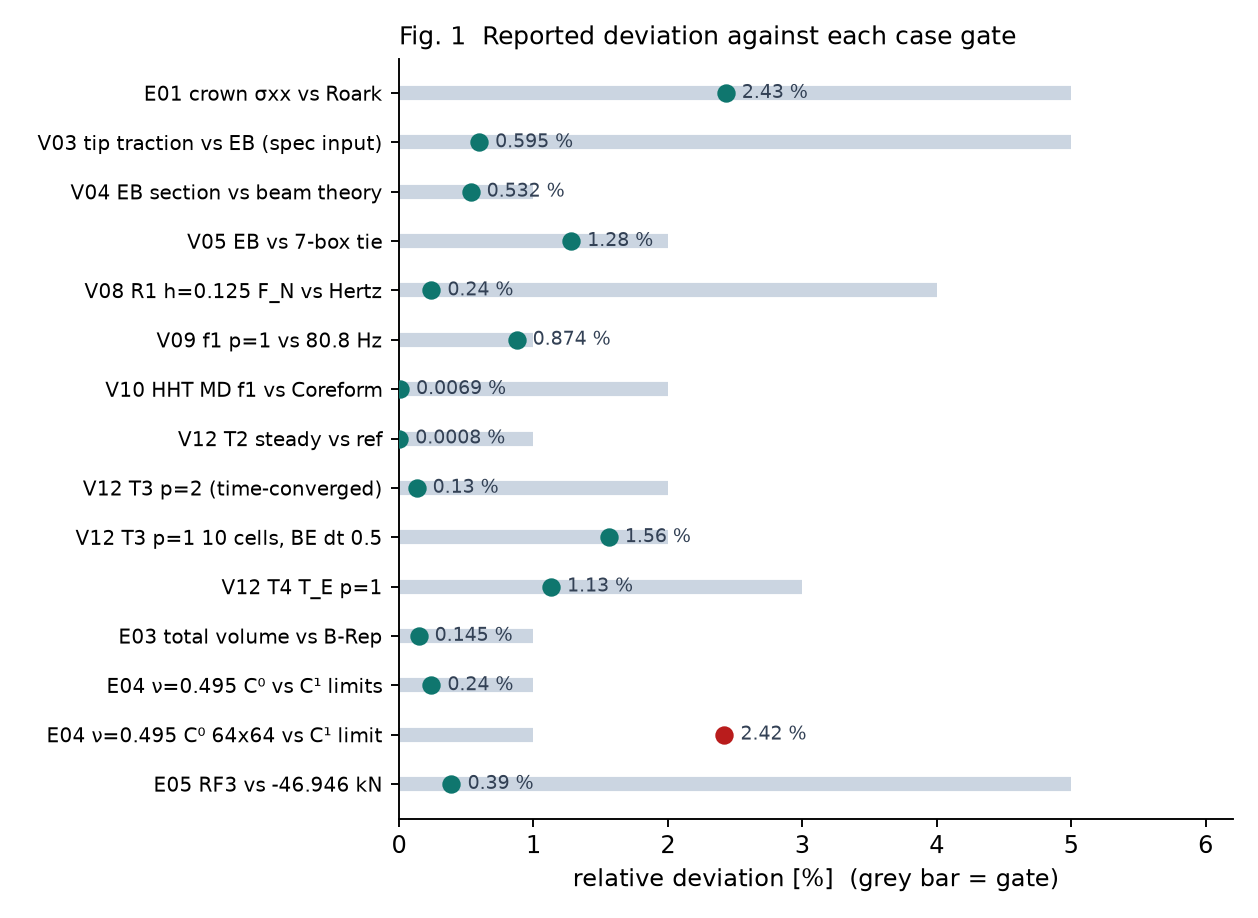 Fig. 1  Reported deviation against each case gate
E01 crown σxx vs Roark 2.43 %
V03 tip traction vs EB (spec input) 0.595 %
V04 EB section vs beam theory 0.532 %
V05 EB vs 7-box tie 1.28 %
V08 R1 h=0.125 F_N vs Hertz 0.24 %
V09 f1 p=1 vs 80.8 Hz 0.874 %
V10 HHT MD f1 vs Coreform 0.0069 %
V12 T2 steady vs ref 0.0008 %
V12 T3 p=2 (time-converged) 0.13 %
V12 T3 p=1 10 cells, BE dt 0.5 1.56 %
V12 T4 T_E p=1 1.13 %
E03 total volume vs B-Rep 0.145 %
E04 ν=0.495 C⁰ vs C¹ limits 0.24 %
E04 ν=0.495 C⁰ 64x64 vs C¹ limit 2.42 %
E05 RF3 vs -46.946 kN 0.39 %
0 1 2 3 4 5 6
relative deviation [%]  (grey bar = gate)